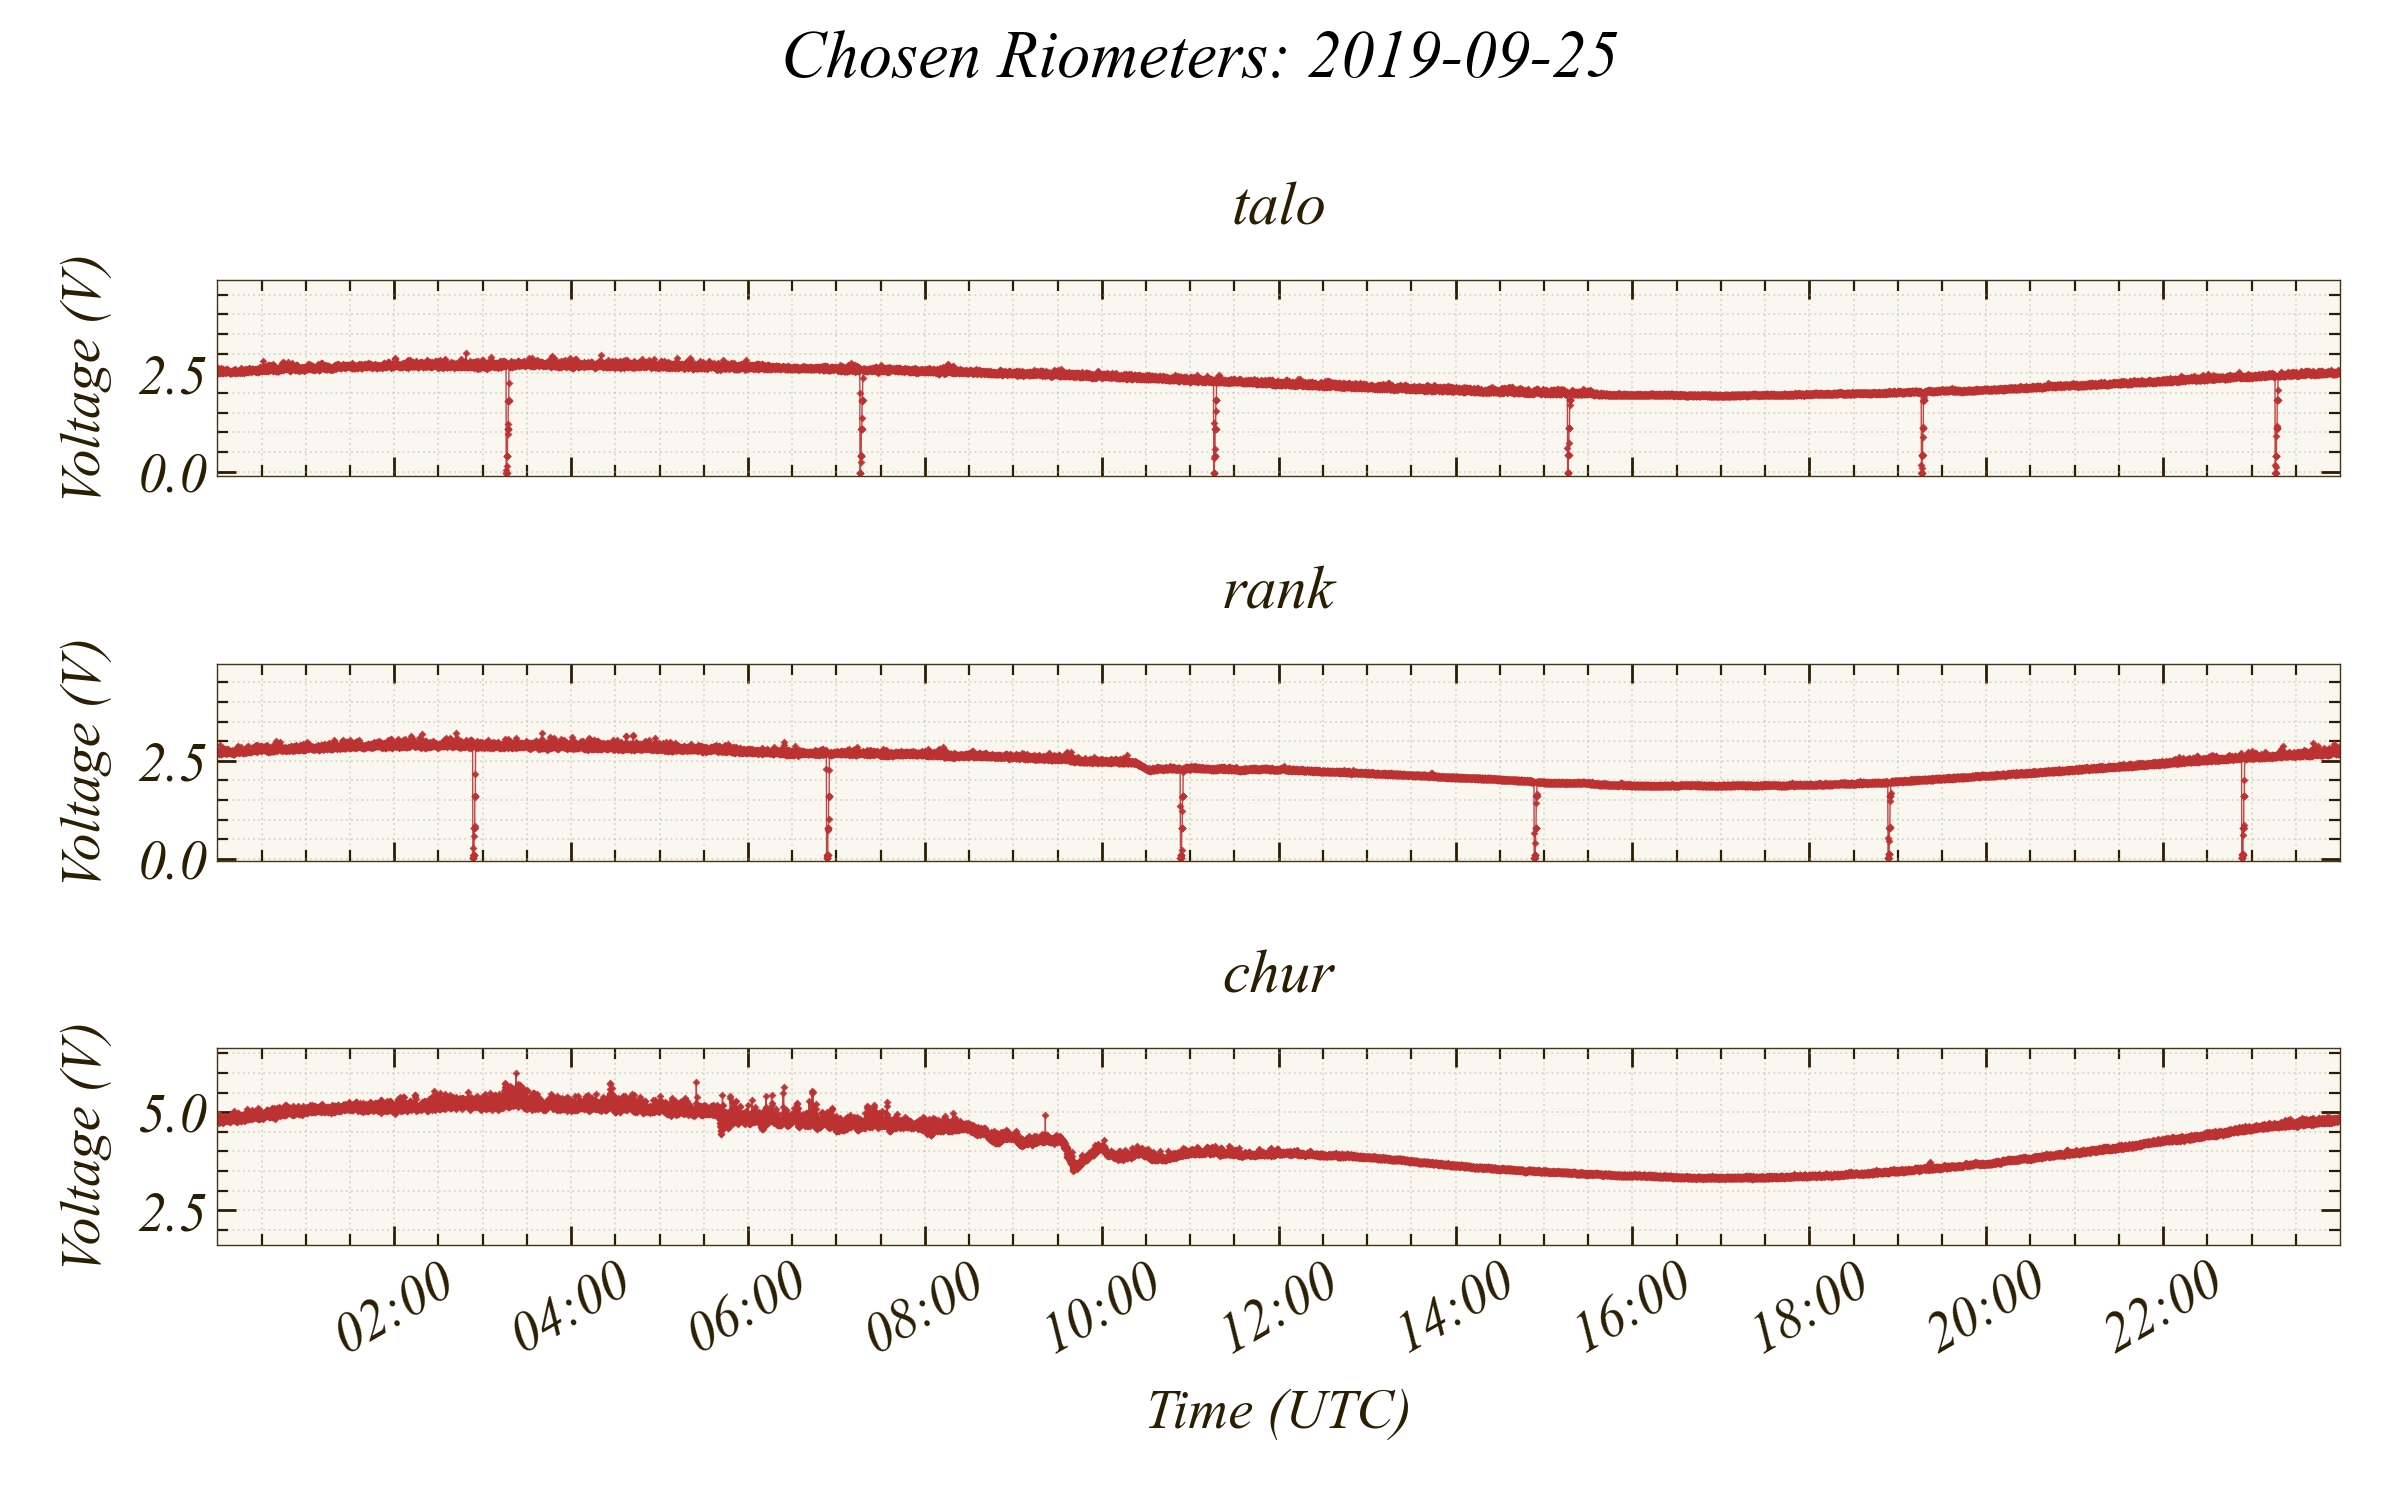 Chosen Riometers: 2019-09-25
talo
Voltage (V)
2.5
0.0
rank
Voltage (V)
2.5
0.0
chur
Voltage (V)
5.0
2.5
02:00 04:00 06:00 08:00 10:00 12:00 14:00 16:00 18:00 20:00 22:00
Time (UTC)